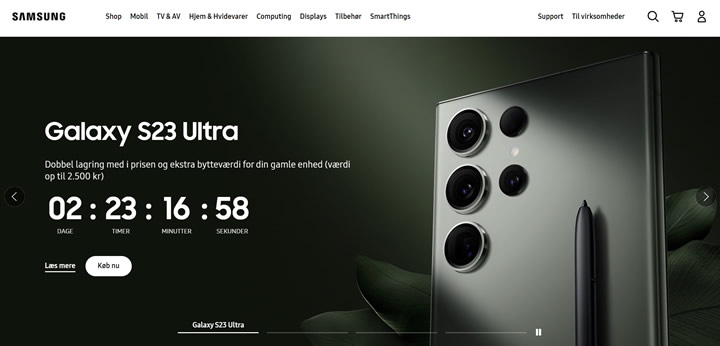 SAMSUNG
Shop Mobil TV & AV Hjem & Hvidevarer Computing Displays Tilbehør SmartThings Support Til virksomheder
Galaxy S23 Ultra
Dobbel lagring med i prisen og ekstra bytteværdi for din gamle enhed (værdi
op til 2.500 kr)
02 : 23 : 16 : 58
DAGE TIMER MINUTTER SEKUNDER
Læs mere Køb nu
Galaxy S23 Ultra